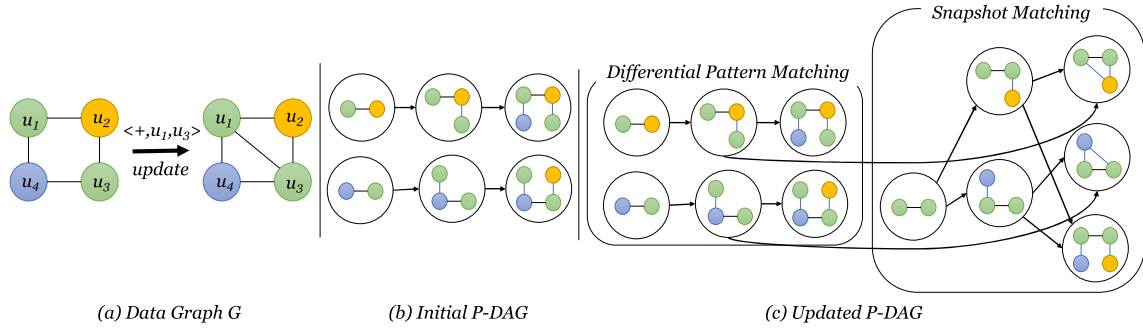 Snapshot Matching
Differential Pattern Matching
u1 u2 <+,u1,u3> u1 u2
update
u4 u3 u4 u3
(a) Data Graph G
(b) Initial P-DAG
(c) Updated P-DAG